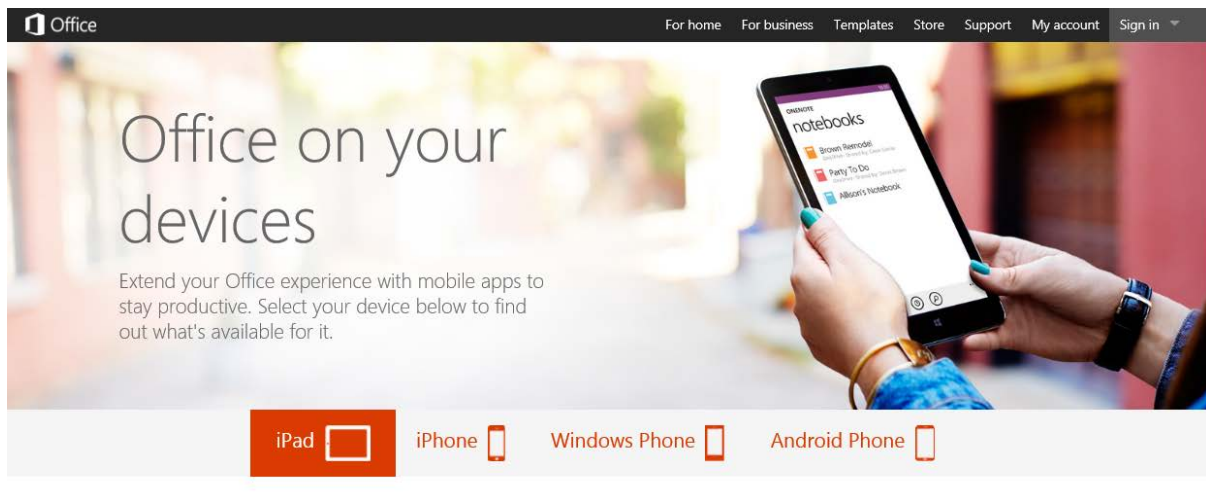 Office
For home For business Templates Store Support My account Sign in
Office on your
devices
Extend your Office experience with mobile apps to
stay productive. Select your device below to find
out what's available for it.
ONENOTE
notebooks
Brown Remodel
Party To Do
Allison's Notebook
iPad iPhone Windows Phone Android Phone